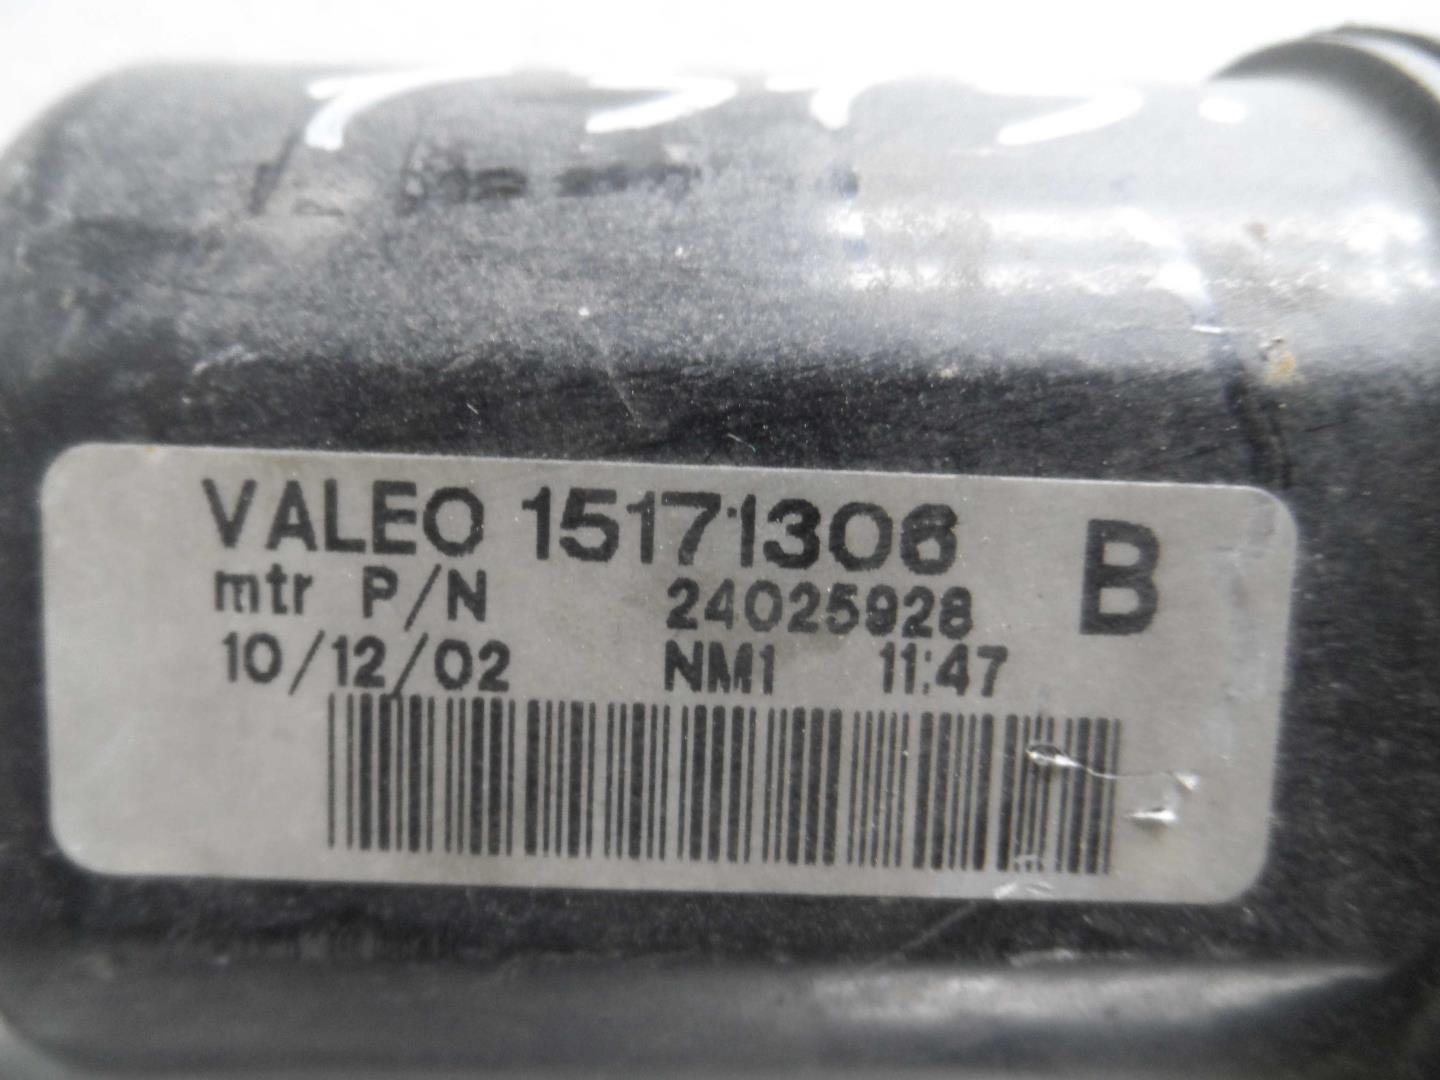 VALEO 15171306 B
mtr P/N 24025928
10/12/02 NM1 11:47